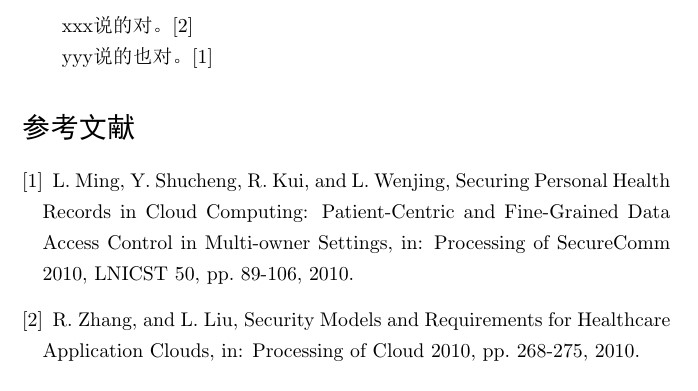 xxx说的对。[2]
yyy说的也对。[1]
参考文献
[1] L. Ming, Y. Shucheng, R. Kui, and L. Wenjing, Securing Personal Health
Records in Cloud Computing: Patient-Centric and Fine-Grained Data
Access Control in Multi-owner Settings, in: Processing of SecureComm
2010, LNICST 50, pp. 89-106, 2010.
[2] R. Zhang, and L. Liu, Security Models and Requirements for Healthcare
Application Clouds, in: Processing of Cloud 2010, pp. 268-275, 2010.